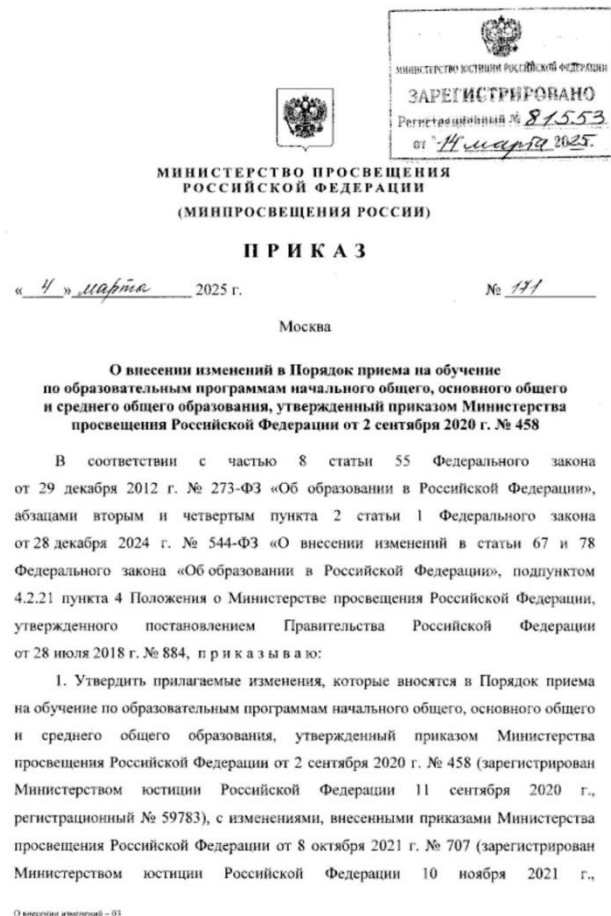 МИНИСТЕРСТВО ЮСТИЦИИ РОССИЙСКОЙ ФЕДЕРАЦИИ
ЗАРЕГИСТРИРОВАНО
Регистрационный № 81553
от "14" марта 2025.
МИНИСТЕРСТВО ПРОСВЕЩЕНИЯ
РОССИЙСКОЙ ФЕДЕРАЦИИ
(МИНПРОСВЕЩЕНИЯ РОССИИ)
ПРИКАЗ
« 4 » марта 2025 г.
№ 171
Москва
О внесении изменений в Порядок приема на обучение
по образовательным программам начального общего, основного общего
и среднего общего образования, утвержденный приказом Министерства
просвещения Российской Федерации от 2 сентября 2020 г. № 458
В соответствии с частью 8 статьи 55 Федерального закона
от 29 декабря 2012 г. № 273-ФЗ «Об образовании в Российской Федерации»,
абзацами вторым и четвертым пункта 2 статьи 1 Федерального закона
от 28 декабря 2024 г. № 544-ФЗ «О внесении изменений в статьи 67 и 78
Федерального закона «Об образовании в Российской Федерации», подпунктом
4.2.21 пункта 4 Положения о Министерстве просвещения Российской Федерации,
утвержденного постановлением Правительства Российской Федерации
от 28 июля 2018 г. № 884, приказываю:
1. Утвердить прилагаемые изменения, которые вносятся в Порядок приема
на обучение по образовательным программам начального общего, основного общего
и среднего общего образования, утвержденный приказом Министерства
просвещения Российской Федерации от 2 сентября 2020 г. № 458 (зарегистрирован
Министерством юстиции Российской Федерации 11 сентября 2020 г.,
регистрационный № 59783), с изменениями, внесенными приказами Министерства
просвещения Российской Федерации от 8 октября 2021 г. № 707 (зарегистрирован
Министерством юстиции Российской Федерации 10 ноября 2021 г.,
О внесении изменений – 03